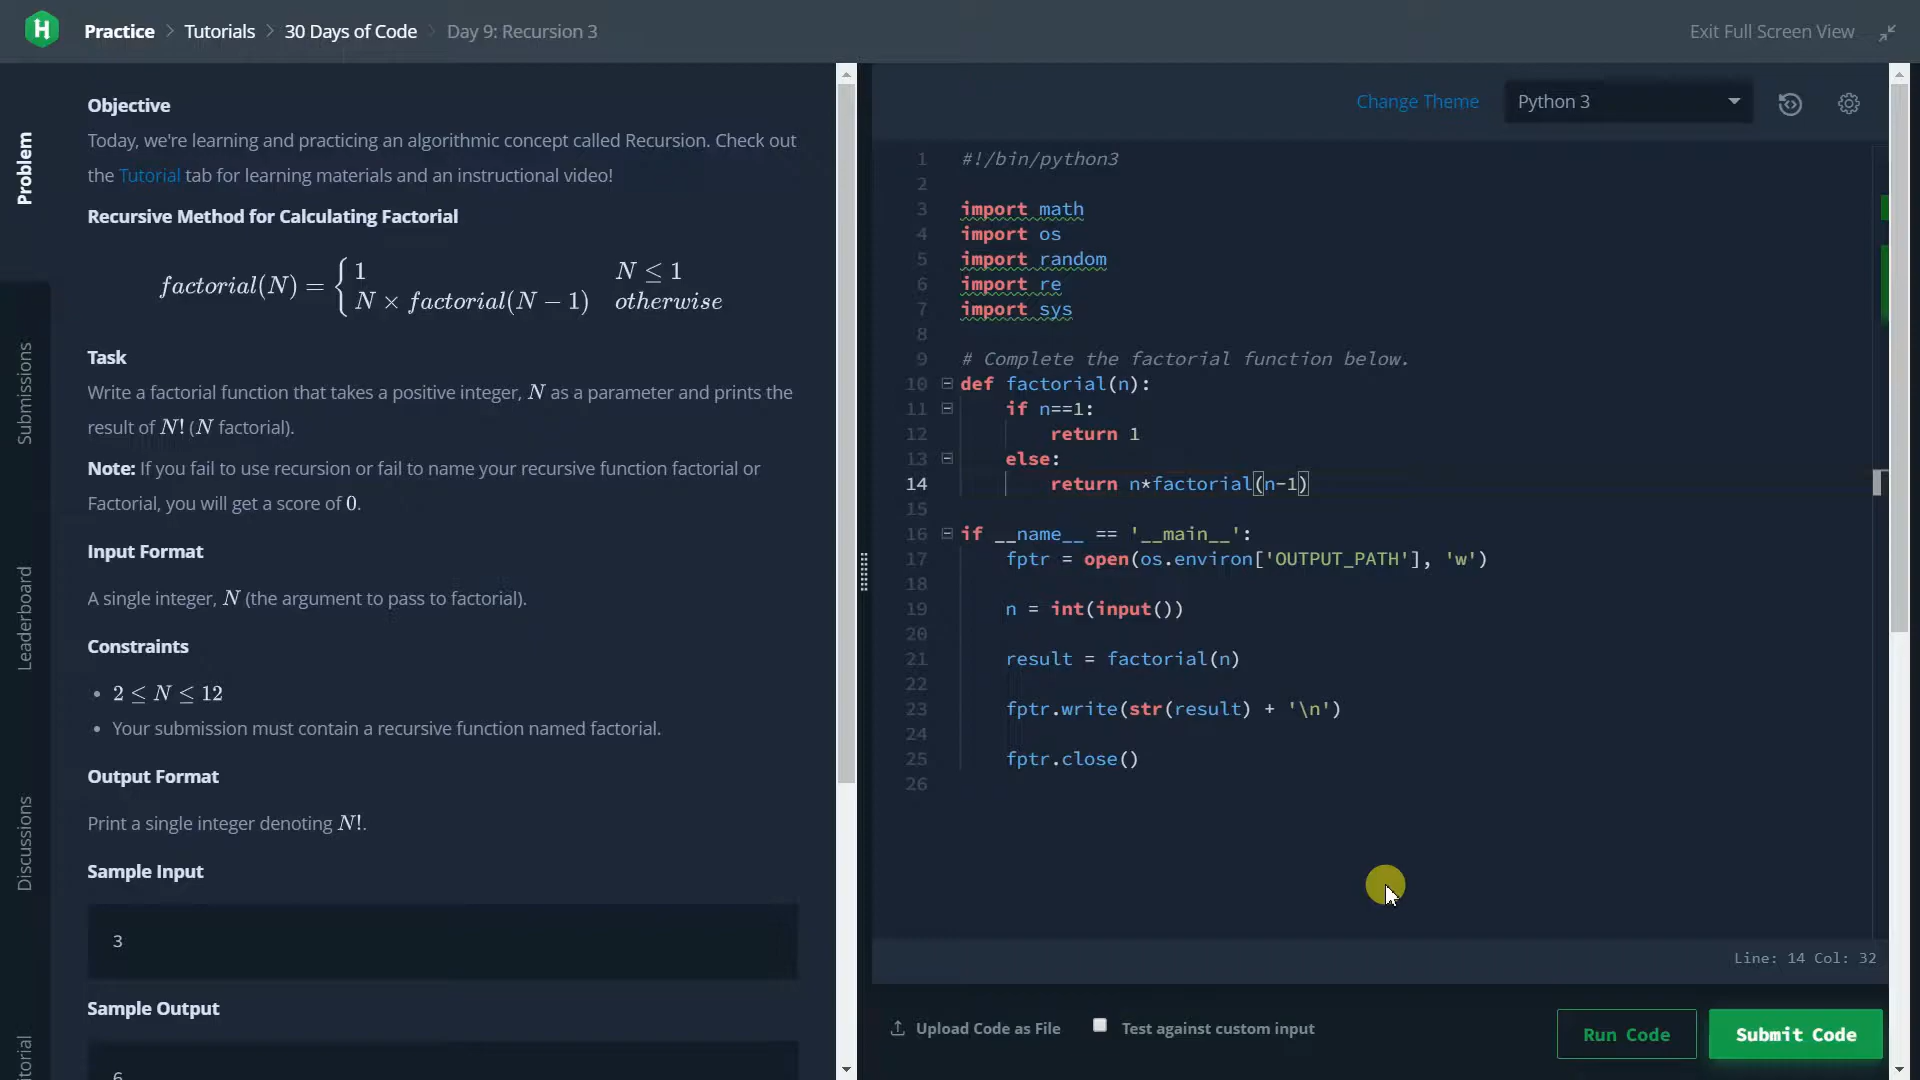 Practice > Tutorials > 30 Days of Code > Day 9: Recursion 3
Exit Full Screen View
Problem
Submissions
Leaderboard
Discussions
Objective
Today, we're learning and practicing an algorithmic concept called Recursion. Check out
the Tutorial tab for learning materials and an instructional video!
Recursive Method for Calculating Factorial
factorial(N) = { 1 N ≤ 1
N × factorial(N − 1) otherwise
Task
Write a factorial function that takes a positive integer, N as a parameter and prints the
result of N! (N factorial).
Note: If you fail to use recursion or fail to name your recursive function factorial or
Factorial, you will get a score of 0.
Input Format
A single integer, N (the argument to pass to factorial).
Constraints
• 2 ≤ N ≤ 12
• Your submission must contain a recursive function named factorial.
Output Format
Print a single integer denoting N!.
Sample Input
3
Sample Output
6
Change Theme
Python 3
1 #!/bin/python3
2
3 import math
4 import os
5 import random
6 import re
7 import sys
8
9 # Complete the factorial function below.
10 def factorial(n):
11     if n==1:
12         return 1
13     else:
14         return n*factorial(n-1)
15
16 if __name__ == '__main__':
17     fptr = open(os.environ['OUTPUT_PATH'], 'w')
18
19     n = int(input())
20
21     result = factorial(n)
22
23     fptr.write(str(result) + '\n')
24
25     fptr.close()
26
Line: 14 Col: 32
Upload Code as File
Test against custom input
Run Code
Submit Code